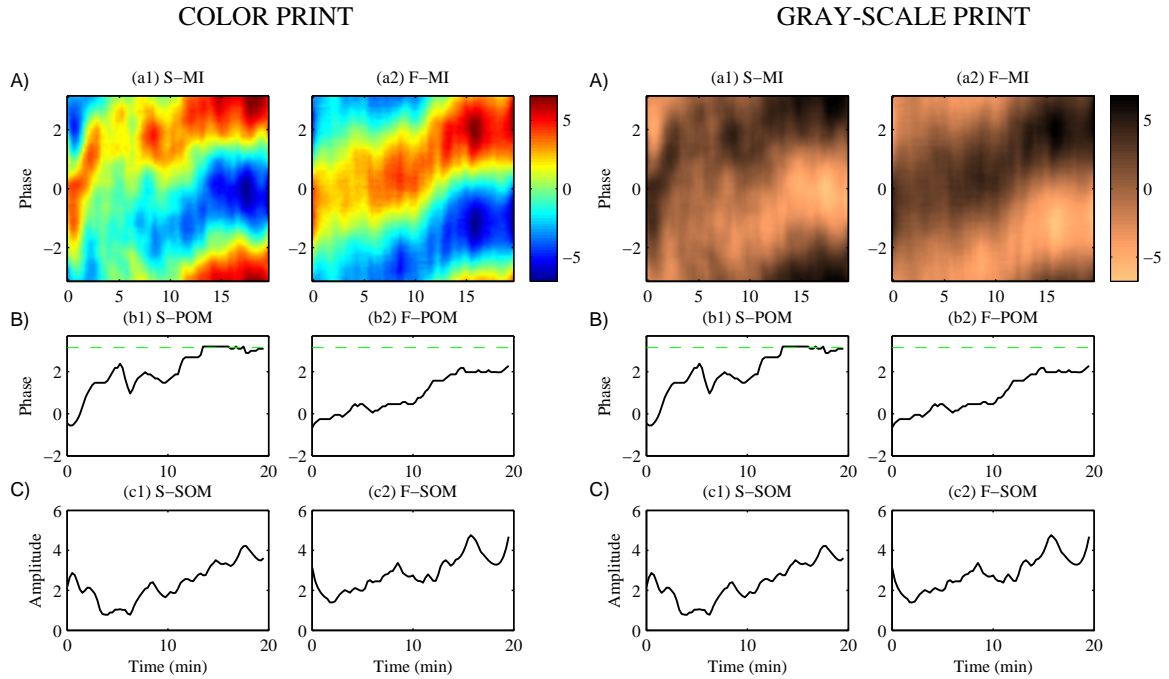 COLOR PRINT GRAY-SCALE PRINT
A) (a1) S−MI (a2) F−MI A) (a1) S−MI (a2) F−MI
Phase 2 0 −2 5 0 −5 Phase 2 0 −2 5 0 −5
0 5 10 15 0 5 10 15 0 5 10 15 0 5 10 15
B) (b1) S−POM (b2) F−POM B) (b1) S−POM (b2) F−POM
Phase 2 0 −2 2 0 −2 Phase 2 0 −2 2 0 −2
0 10 20 0 10 20 0 10 20 0 10 20
C) (c1) S−SOM (c2) F−SOM C) (c1) S−SOM (c2) F−SOM
Amplitude 6 4 2 0 6 4 2 0 Amplitude 6 4 2 0 6 4 2 0
0 10 20 0 10 20 0 10 20 0 10 20
Time (min) Time (min) Time (min) Time (min)